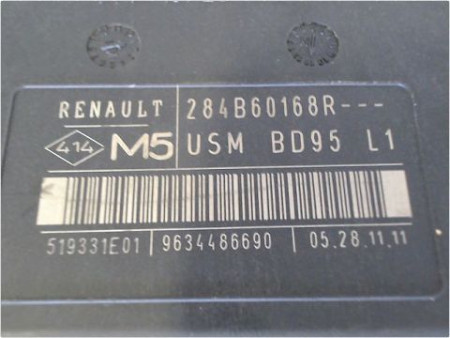 RENAULT 284B60168R---
414 M5 USM BD95 L1
519331E01 9634486690 05.28.11.11